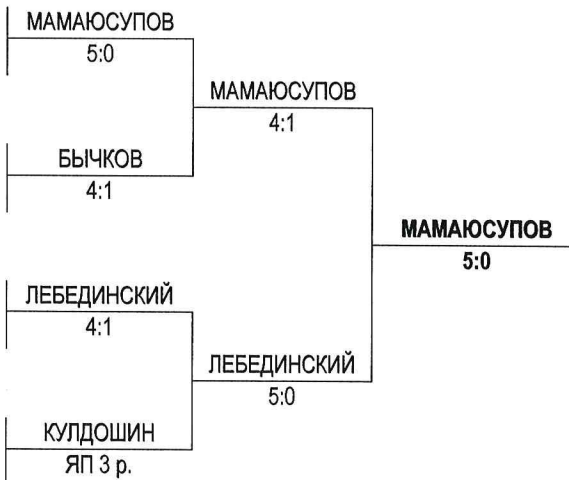 МАМАЮСУПОВ
5:0
МАМАЮСУПОВ
4:1
БЫЧКОВ
4:1
МАМАЮСУПОВ
5:0
ЛЕБЕДИНСКИЙ
4:1
ЛЕБЕДИНСКИЙ
5:0
КУЛДОШИН
ЯП 3 р.